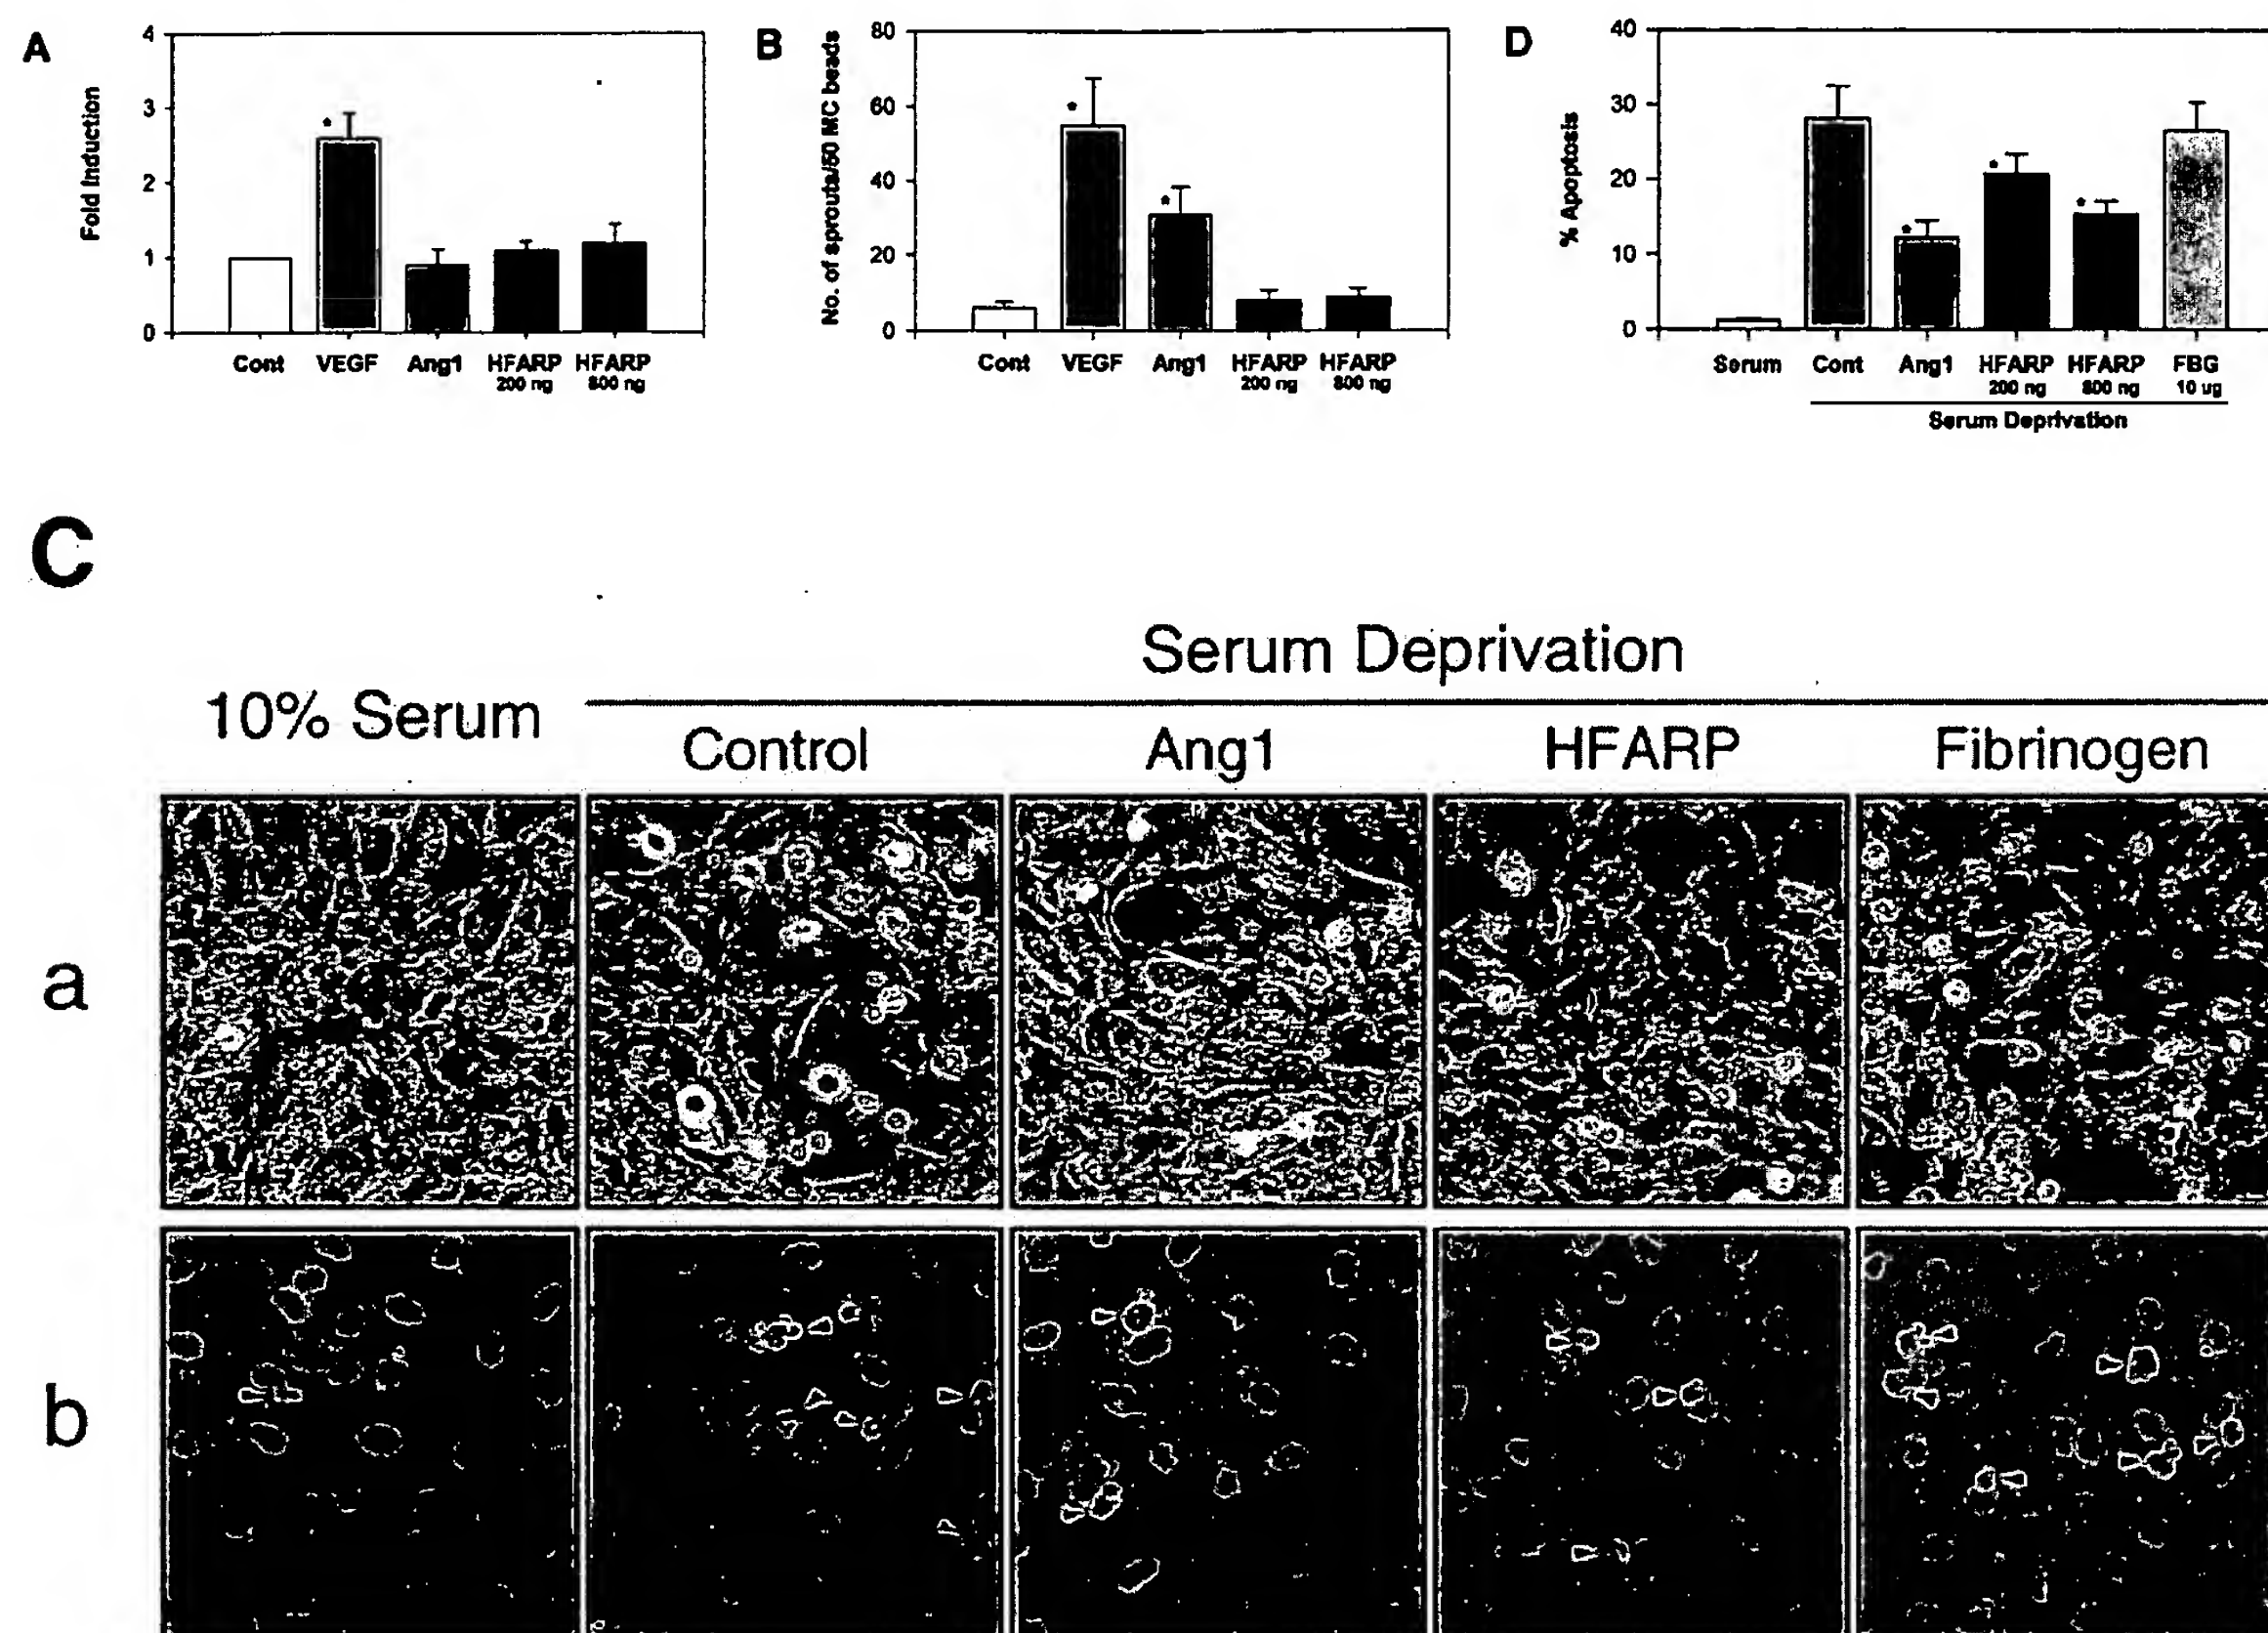 A
Fold Induction
4
3
2
1
0
Cont VEGF Ang1 HFARP HFARP
200 ng 800 ng
B
No. of sprouts/50 MC beads
80
60
40
20
0
Cont VEGF Ang1 HFARP HFARP
200 ng 800 ng
D
% Apoptosis
40
30
20
10
0
Serum Cont Ang1 HFARP HFARP FBG
200 ng 800 ng 10 ug
Serum Deprivation
C
Serum Deprivation
10% Serum
Control Ang1 HFARP Fibrinogen
a
b